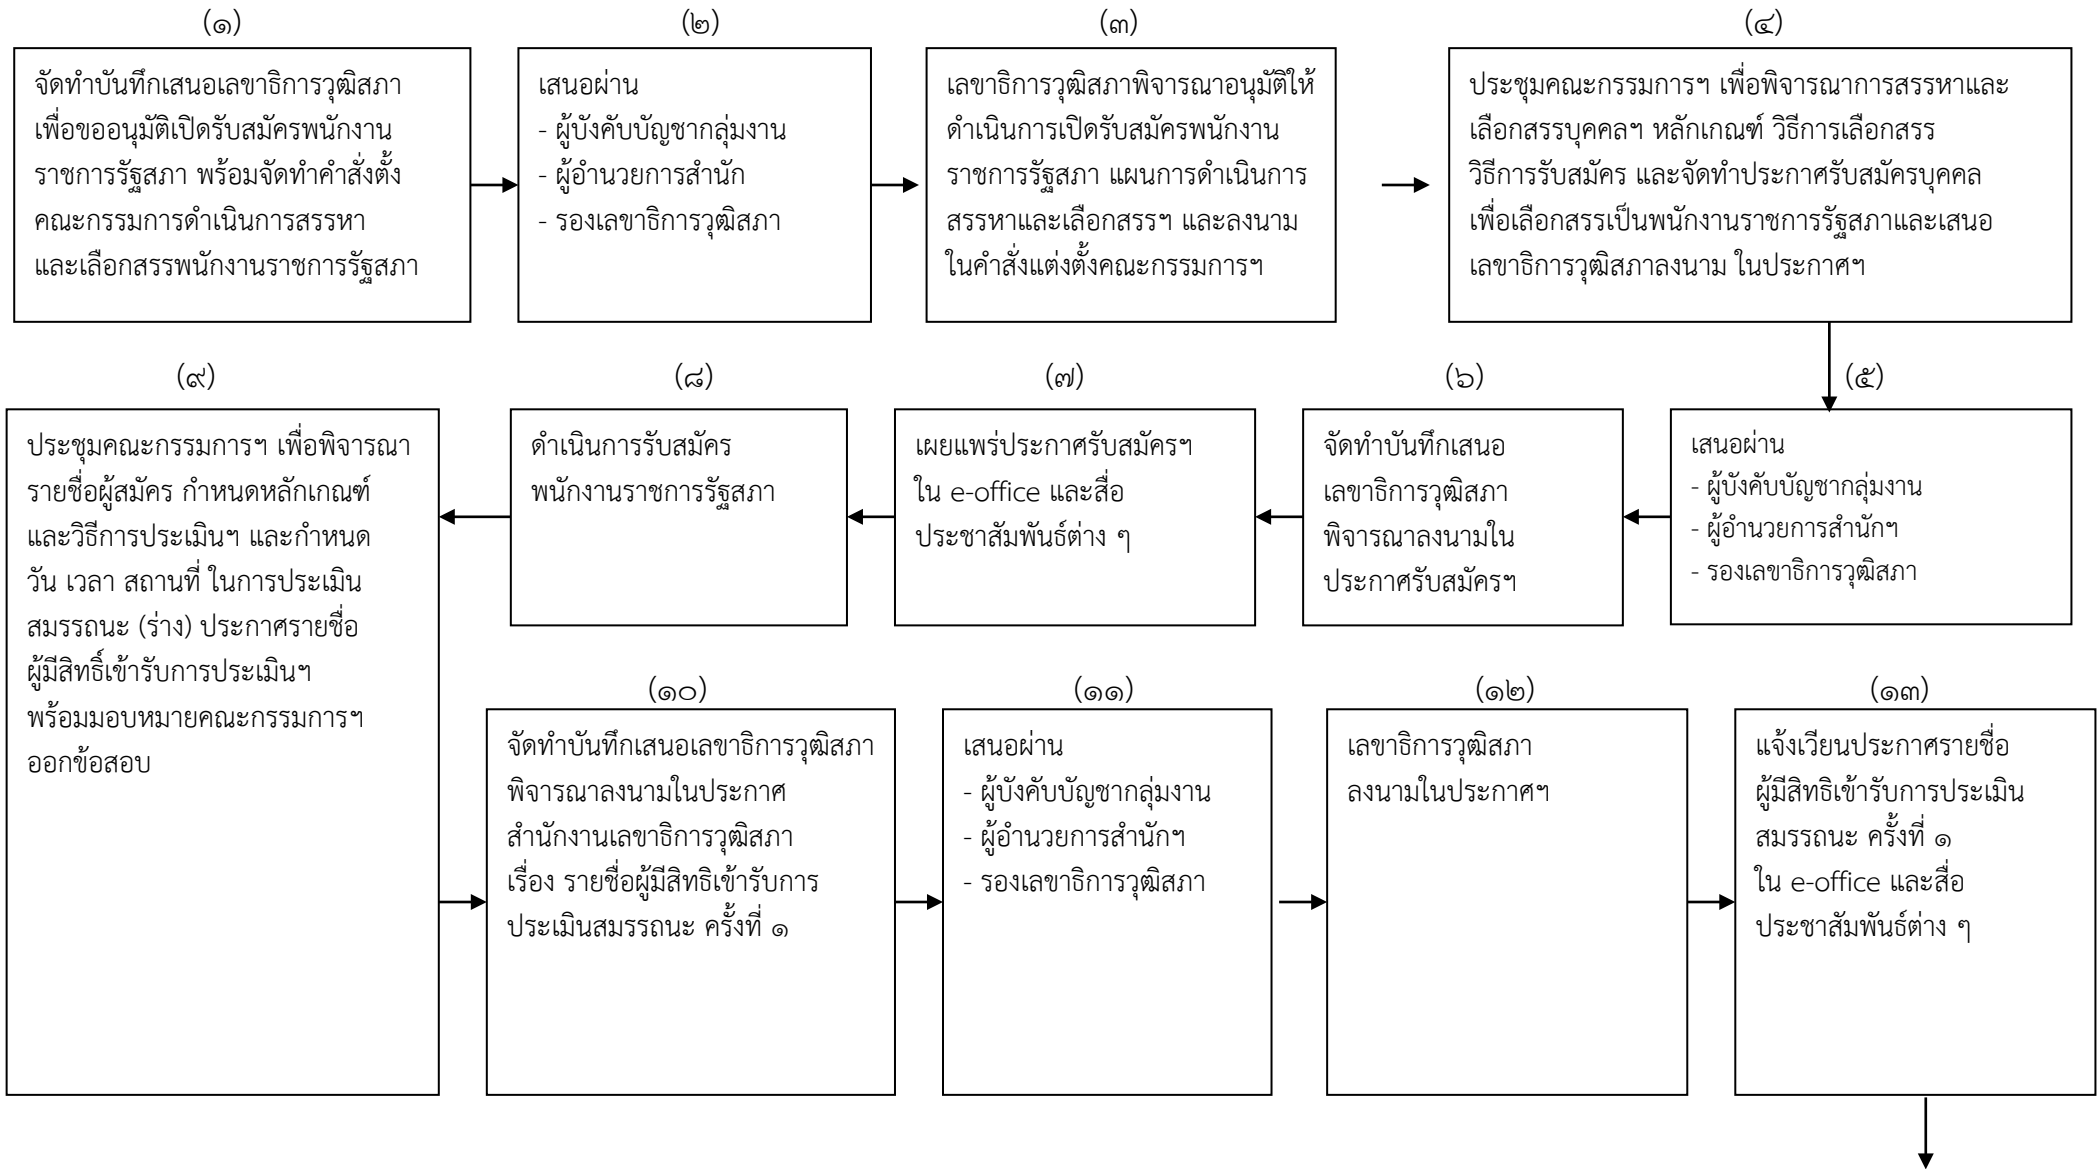 (๑)
จัดทำบันทึกเสนอเลขาธิการวุฒิสภา
เพื่อขออนุมัติเปิดรับสมัครพนักงาน
ราชการรัฐสภา พร้อมจัดทำคำสั่งตั้ง
คณะกรรมการดำเนินการสรรหา
และเลือกสรรพนักงานราชการรัฐสภา
(๒)
เสนอผ่าน
- ผู้บังคับบัญชากลุ่มงาน
- ผู้อำนวยการสำนัก
- รองเลขาธิการวุฒิสภา
(๓)
เลขาธิการวุฒิสภาพิจารณาอนุมัติให้
ดำเนินการเปิดรับสมัครพนักงาน
ราชการรัฐสภา แผนการดำเนินการ
สรรหาและเลือกสรรฯ และลงนาม
ในคำสั่งแต่งตั้งคณะกรรมการฯ
(๔)
ประชุมคณะกรรมการฯ เพื่อพิจารณาการสรรหาและ
เลือกสรรบุคคลฯ หลักเกณฑ์ วิธีการเลือกสรร
วิธีการรับสมัคร และจัดทำประกาศรับสมัครบุคคล
เพื่อเลือกสรรเป็นพนักงานราชการรัฐสภาและเสนอ
เลขาธิการวุฒิสภาลงนาม ในประกาศฯ
(๕)
เสนอผ่าน
- ผู้บังคับบัญชากลุ่มงาน
- ผู้อำนวยการสำนักฯ
- รองเลขาธิการวุฒิสภา
(๖)
จัดทำบันทึกเสนอ
เลขาธิการวุฒิสภา
พิจารณาลงนามใน
ประกาศรับสมัครฯ
(๗)
เผยแพร่ประกาศรับสมัครฯ
ใน e-office และสื่อ
ประชาสัมพันธ์ต่าง ๆ
(๘)
ดำเนินการรับสมัคร
พนักงานราชการรัฐสภา
(๙)
ประชุมคณะกรรมการฯ เพื่อพิจารณา
รายชื่อผู้สมัคร กำหนดหลักเกณฑ์
และวิธีการประเมินฯ และกำหนด
วัน เวลา สถานที่ ในการประเมิน
สมรรถนะ (ร่าง) ประกาศรายชื่อ
ผู้มีสิทธิ์เข้ารับการประเมินฯ
พร้อมมอบหมายคณะกรรมการฯ
ออกข้อสอบ
(๑๐)
จัดทำบันทึกเสนอเลขาธิการวุฒิสภา
พิจารณาลงนามในประกาศ
สำนักงานเลขาธิการวุฒิสภา
เรื่อง รายชื่อผู้มีสิทธิเข้ารับการ
ประเมินสมรรถนะ ครั้งที่ ๑
(๑๑)
เสนอผ่าน
- ผู้บังคับบัญชากลุ่มงาน
- ผู้อำนวยการสำนักฯ
- รองเลขาธิการวุฒิสภา
(๑๒)
เลขาธิการวุฒิสภา
ลงนามในประกาศฯ
(๑๓)
แจ้งเวียนประกาศรายชื่อ
ผู้มีสิทธิเข้ารับการประเมิน
สมรรถนะ ครั้งที่ ๑
ใน e-office และสื่อ
ประชาสัมพันธ์ต่าง ๆ